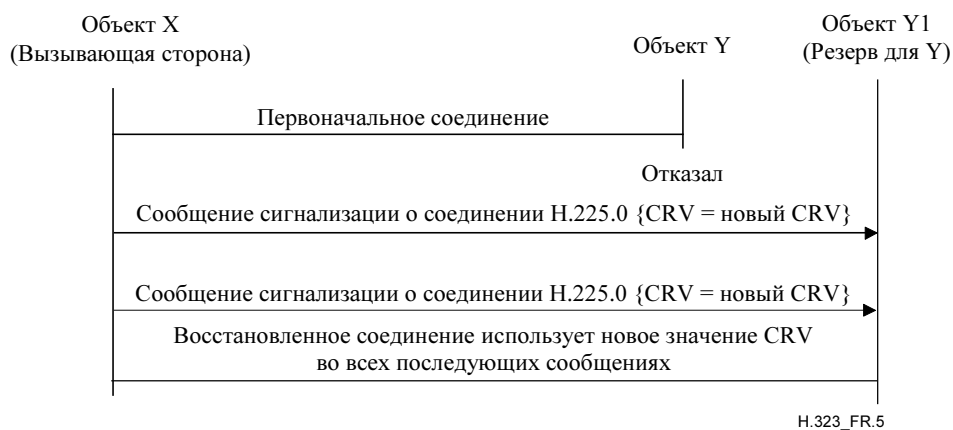 Объект X
(Вызывающая сторона)
Объект Y
Объект Y1
(Резерв для Y)
Первоначальное соединение
Отказал
Сообщение сигнализации о соединении H.225.0 {CRV = новый CRV}
Сообщение сигнализации о соединении H.225.0 {CRV = новый CRV}
Восстановленное соединение использует новое значение CRV
во всех последующих сообщениях
H.323_FR.5